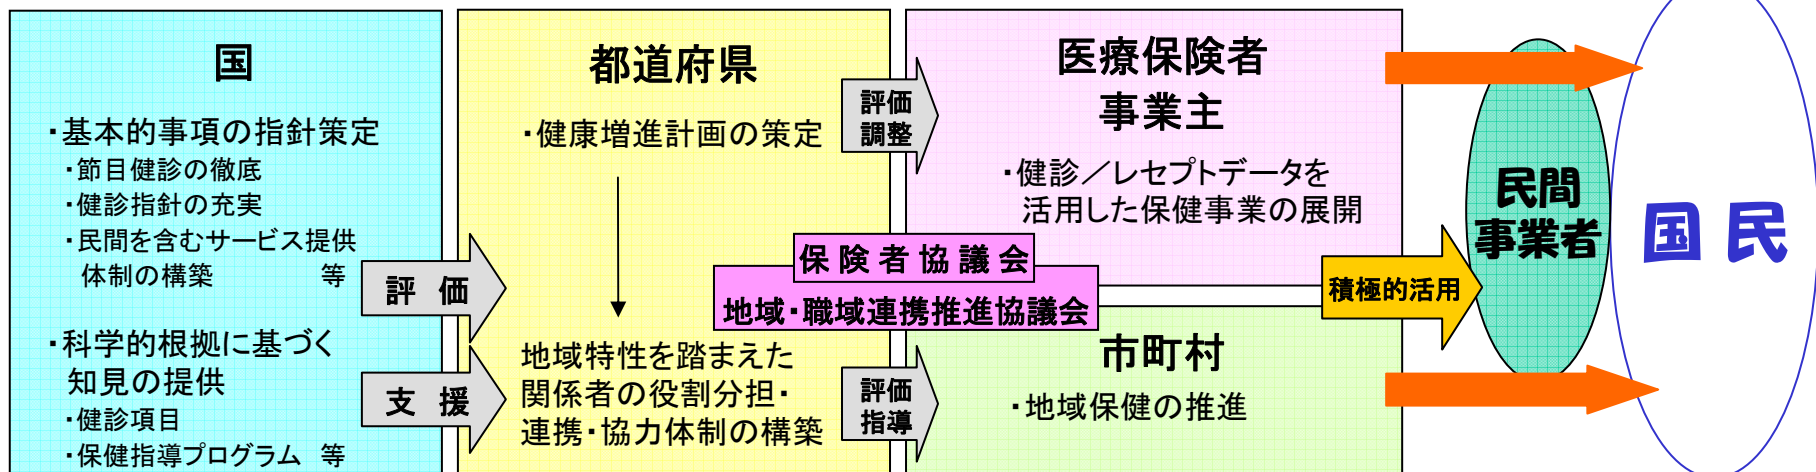 国
・基本的事項の指針策定
・節目健診の徹底
・健診指針の充実
・民間を含むサービス提供
体制の構築 等
・科学的根拠に基づく
知見の提供
・健診項目
・保健指導プログラム 等
評 価
支 援
都道府県
・健康増進計画の策定
地域特性を踏まえた
関係者の役割分担・
連携・協力体制の構築
評価
調整
評価
指導
保険者協議会
地域・職域連携推進協議会
医療保険者
事業主
・健診／レセプトデータを
活用した保健事業の展開
市町村
・地域保健の推進
積極的活用
民間
事業者
国民